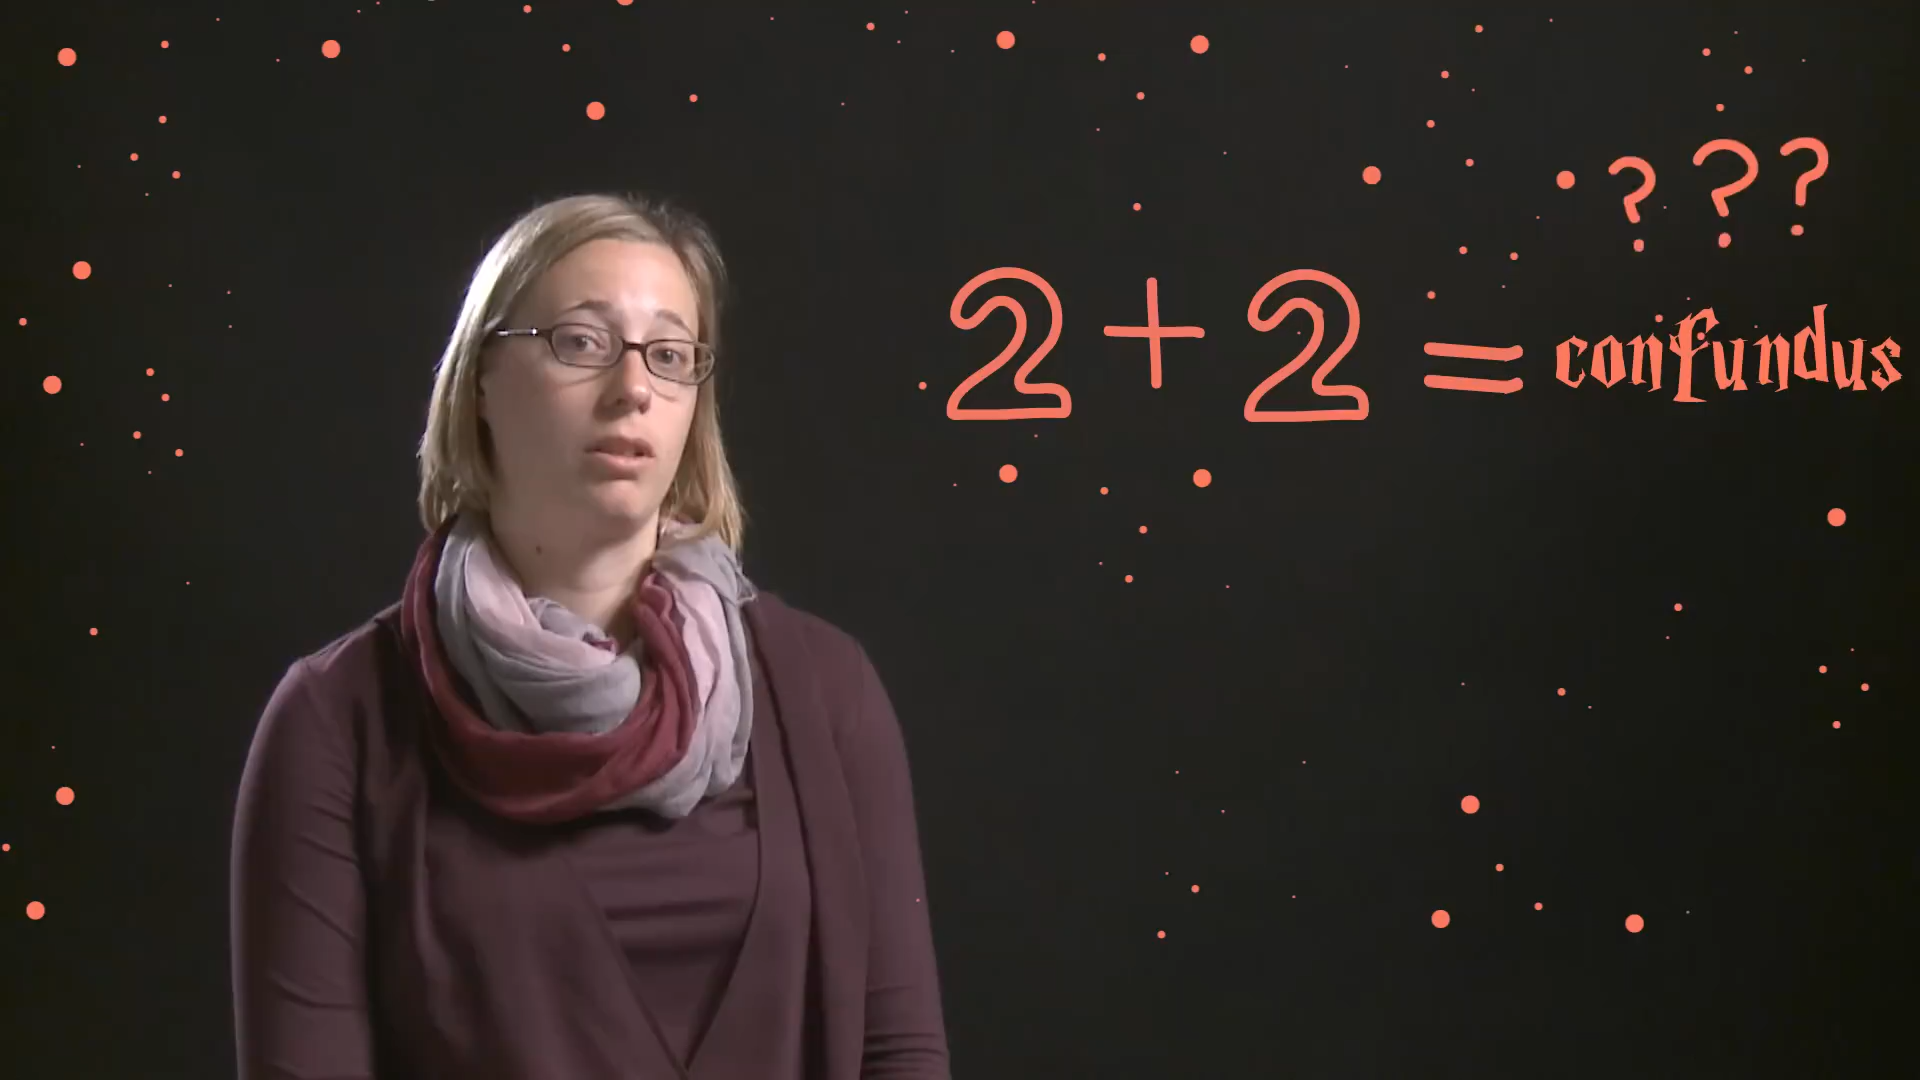 ? ? ?
2 + 2 = confundus